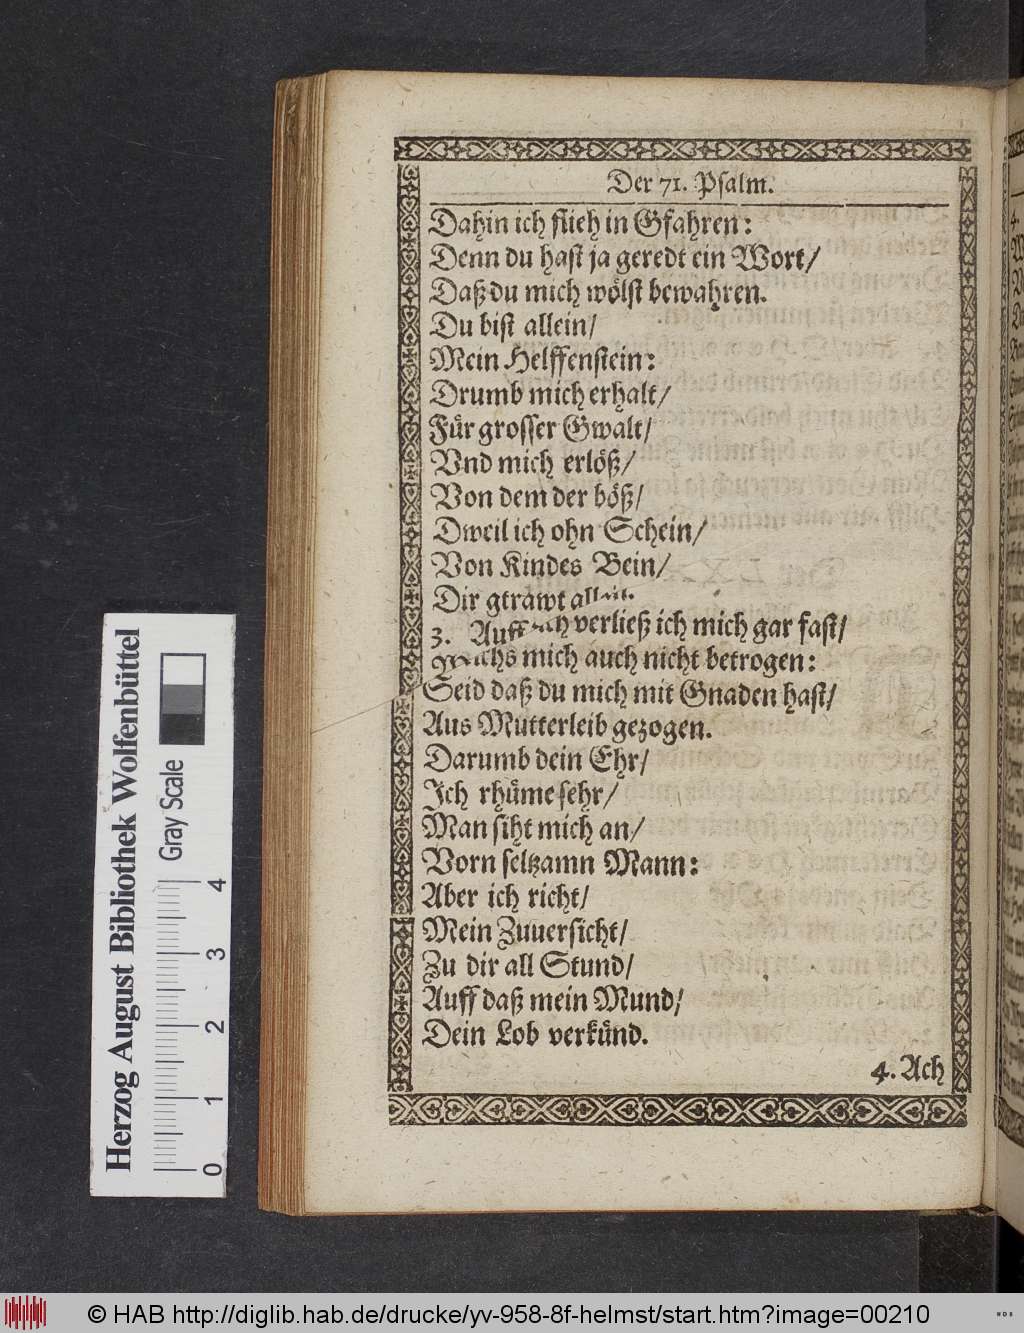 Der 71. Psalm.
Dahin ich flieh in Gfahren:
Denn du hast ja geredt ein Wort/
Daß du mich wölst bewahren.
Du bist allein/
Mein Helffenstein:
Drumb mich erhalt/
Für grosser Gwalt/
Vnd mich erlöß/
Von dem der böß/
Dweil ich ohn Schein/
Von Kindes Bein/
Dir gtrawt
3. Auff verließ ich mich gar fast/
mich auch nicht betrogen:
Seid daß du mich mit Gnaden hast/
Aus Mutterleib gezogen.
Darumb dein Ehr/
Ich rhüme sehr/
Man siht mich an/
Vorn seltzamn Mann:
Aber ich richt/
Mein Zuuersicht/
Zu dir all Stund/
Auff daß mein Mund/
Dein Lob verkünd.
4. Ach
Herzog August Bibliothek Wolfenbüttel
Gray Scale
0 1 2 3 4
© HAB http://diglib.hab.de/drucke/yv-958-8f-helmst/start.htm?image=00210